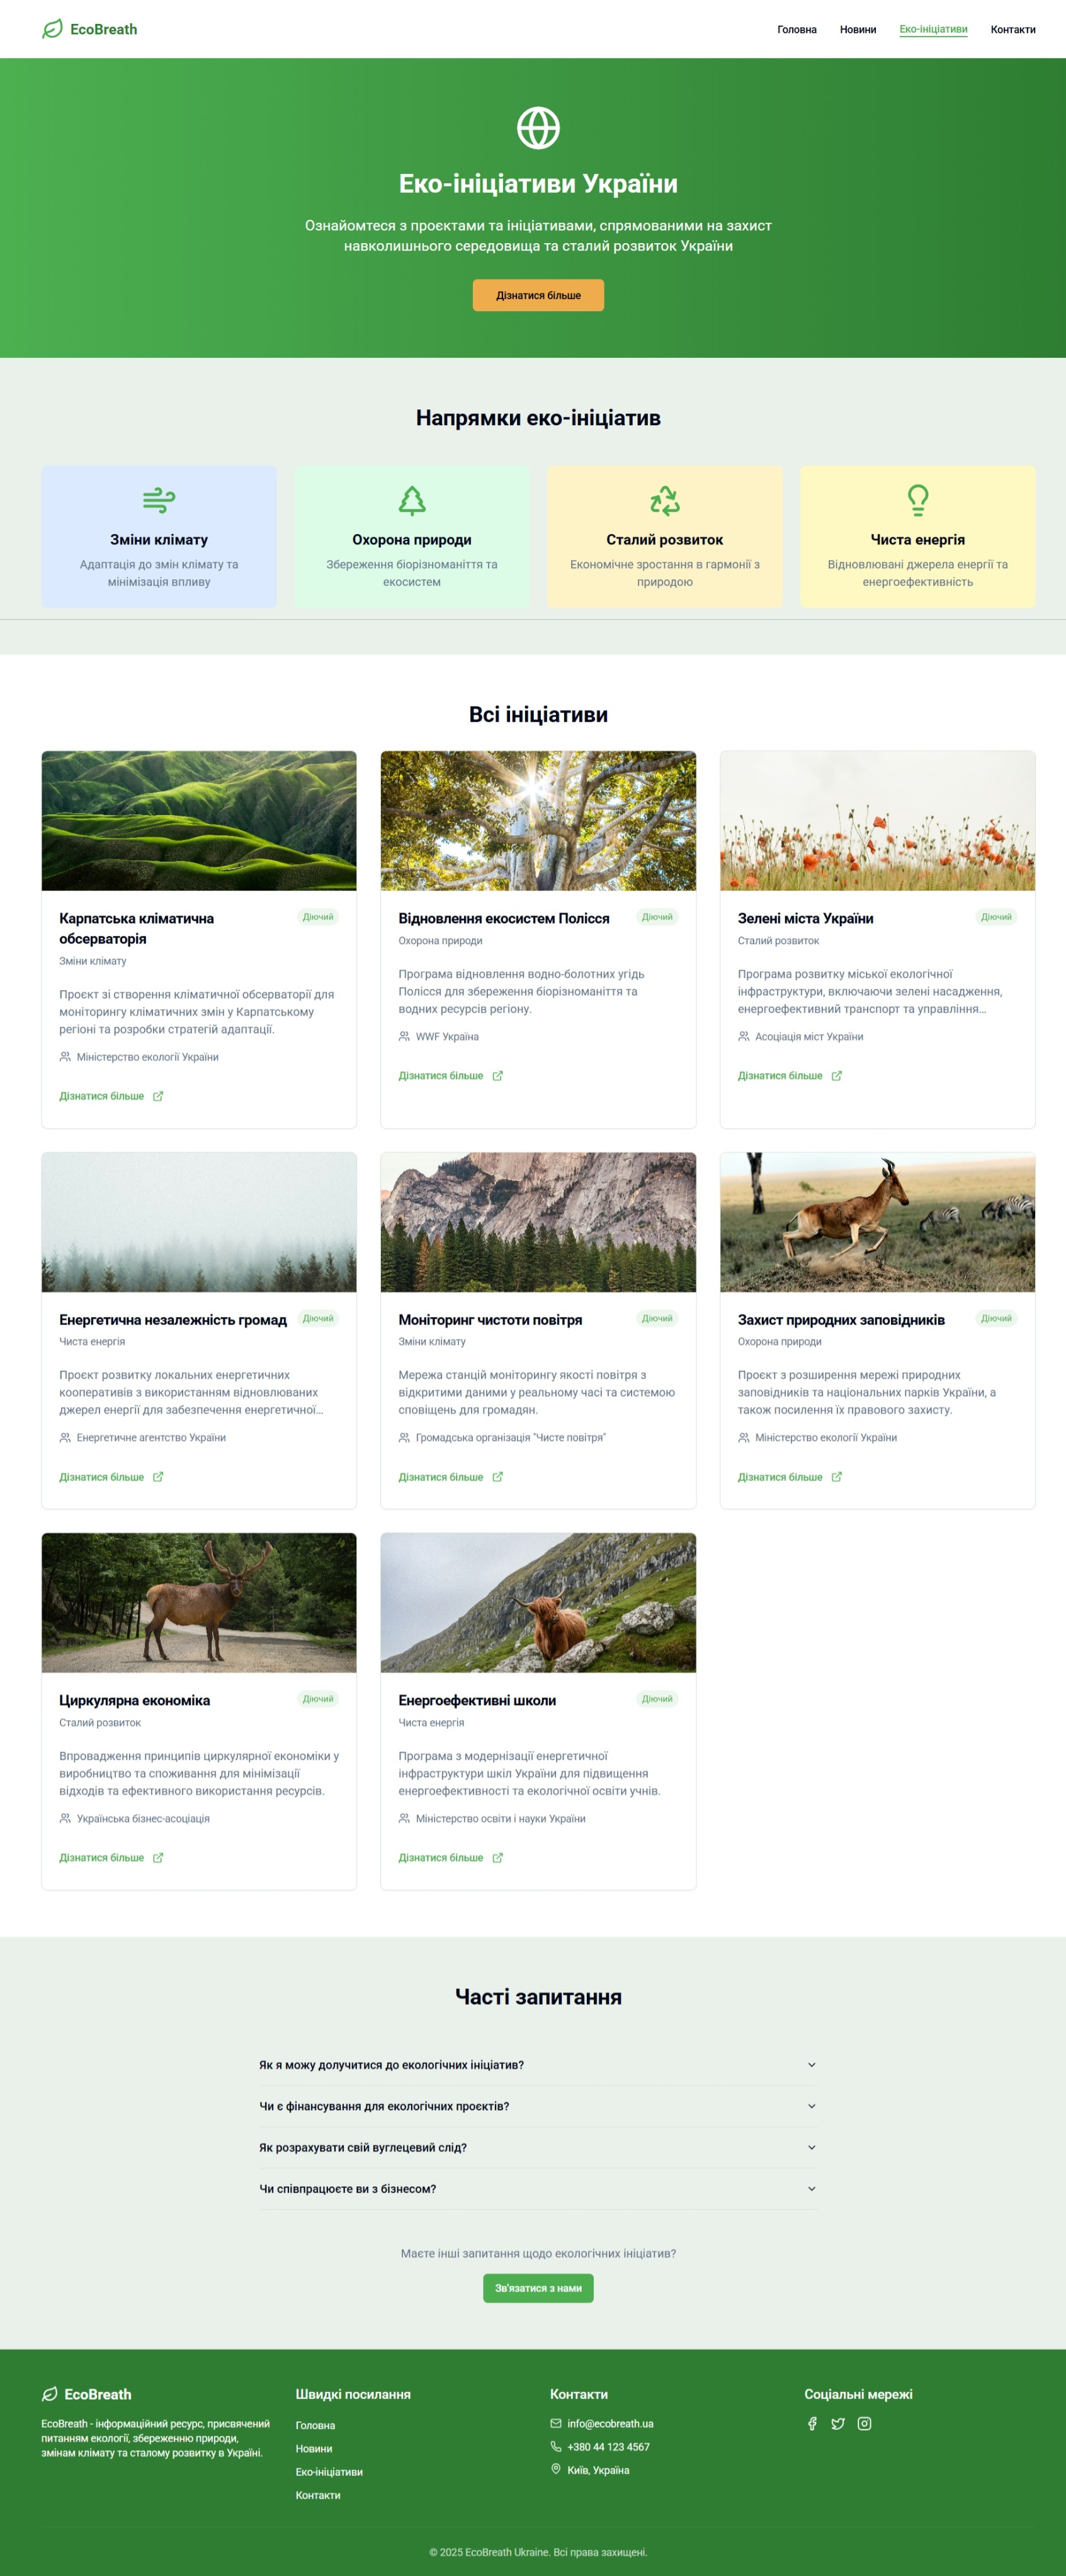 EcoBreath
Головна
Новини
Еко-ініціативи
Контакти
Еко-ініціативи України
Ознайомтеся з проєктами та ініціативами, спрямованими на захист
навколишнього середовища та сталий розвиток України
Дізнатися більше
Напрямки еко-ініціатив
Зміни клімату
Адаптація до змін клімату та
мінімізація впливу
Охорона природи
Збереження біорізноманіття та
екосистем
Сталий розвиток
Економічне зростання в гармонії з
природою
Чиста енергія
Відновлювані джерела енергії та
енергоефективність
Всі ініціативи
Карпатська кліматична
обсерваторія
Діючий
Зміни клімату
Проєкт зі створення кліматичної обсерваторії для
моніторингу кліматичних змін у Карпатському
регіоні та розробки стратегій адаптації.
Міністерство екології України
Дізнатися більше
Відновлення екосистем Полісся
Діючий
Охорона природи
Програма відновлення водно-болотних угідь
Полісся для збереження біорізноманіття та
водних ресурсів регіону.
WWF Україна
Дізнатися більше
Зелені міста України
Діючий
Сталий розвиток
Програма розвитку міської екологічної
інфраструктури, включаючи зелені насадження,
енергоефективний транспорт та управління...
Асоціація міст України
Дізнатися більше
Енергетична незалежність громад
Діючий
Чиста енергія
Проєкт розвитку локальних енергетичних
кооперативів з використанням відновлюваних
джерел енергії для забезпечення енергетичної...
Енергетичне агентство України
Дізнатися більше
Моніторинг чистоти повітря
Діючий
Зміни клімату
Мережа станцій моніторингу якості повітря з
відкритими даними у реальному часі та системою
сповіщень для громадян.
Громадська організація "Чисте повітря"
Дізнатися більше
Захист природних заповідників
Діючий
Охорона природи
Проєкт з розширення мережі природних
заповідників та національних парків України, а
також посилення їх правового захисту.
Міністерство екології України
Дізнатися більше
Циркулярна економіка
Діючий
Сталий розвиток
Впровадження принципів циркулярної економіки у
виробництво та споживання для мінімізації
відходів та ефективного використання ресурсів.
Українська бізнес-асоціація
Дізнатися більше
Енергоефективні школи
Діючий
Чиста енергія
Програма з модернізації енергетичної
інфраструктури шкіл України для підвищення
енергоефективності та екологічної освіти учнів.
Міністерство освіти і науки України
Дізнатися більше
Часті запитання
Як я можу долучитися до екологічних ініціатив?
Чи є фінансування для екологічних проєктів?
Як розрахувати свій вуглецевий слід?
Чи співпрацюєте ви з бізнесом?
Маєте інші запитання щодо екологічних ініціатив?
Зв'язатися з нами
EcoBreath
EcoBreath - інформаційний ресурс, присвячений
питанням екології, збереженню природи,
змінам клімату та сталому розвитку в Україні.
Швидкі посилання
Головна
Новини
Еко-ініціативи
Контакти
Контакти
info@ecobreath.ua
+380 44 123 4567
Київ, Україна
Соціальні мережі
© 2025 EcoBreath Ukraine. Всі права захищені.